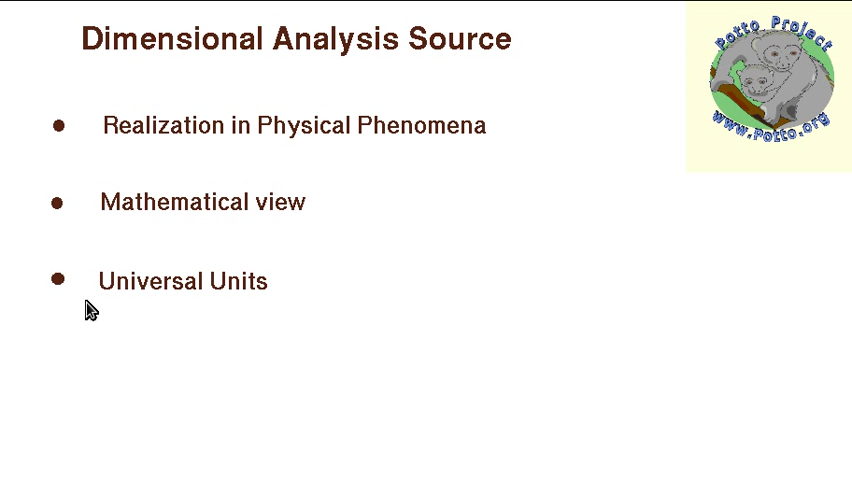 Dimensional Analysis Source
Potto Project
www.Potto.org
Realization in Physical Phenomena
Mathematical view
Universal Units